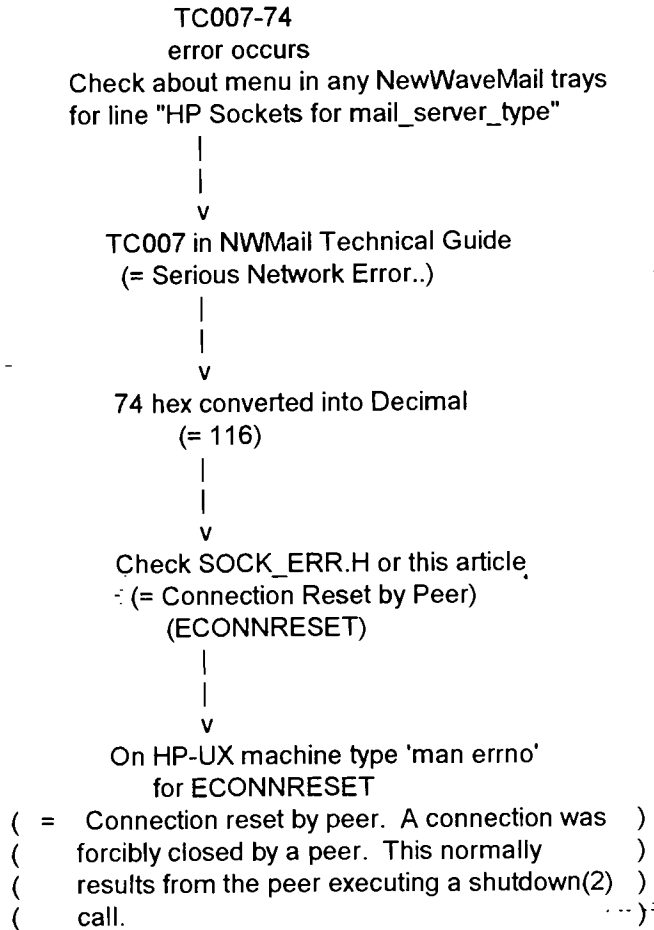 TC007-74
error occurs
Check about menu in any NewWaveMail trays
for line "HP Sockets for mail_server_type"
|
|
v
TC007 in NWMail Technical Guide
(= Serious Network Error..)
|
|
v
74 hex converted into Decimal
(= 116)
|
|
v
Check SOCK_ERR.H or this article
(= Connection Reset by Peer)
(ECONNRESET)
|
|
v
On HP-UX machine type 'man errno'
for ECONNRESET
( = Connection reset by peer. A connection was )
( forcibly closed by a peer. This normally )
( results from the peer executing a shutdown(2) )
( call. )